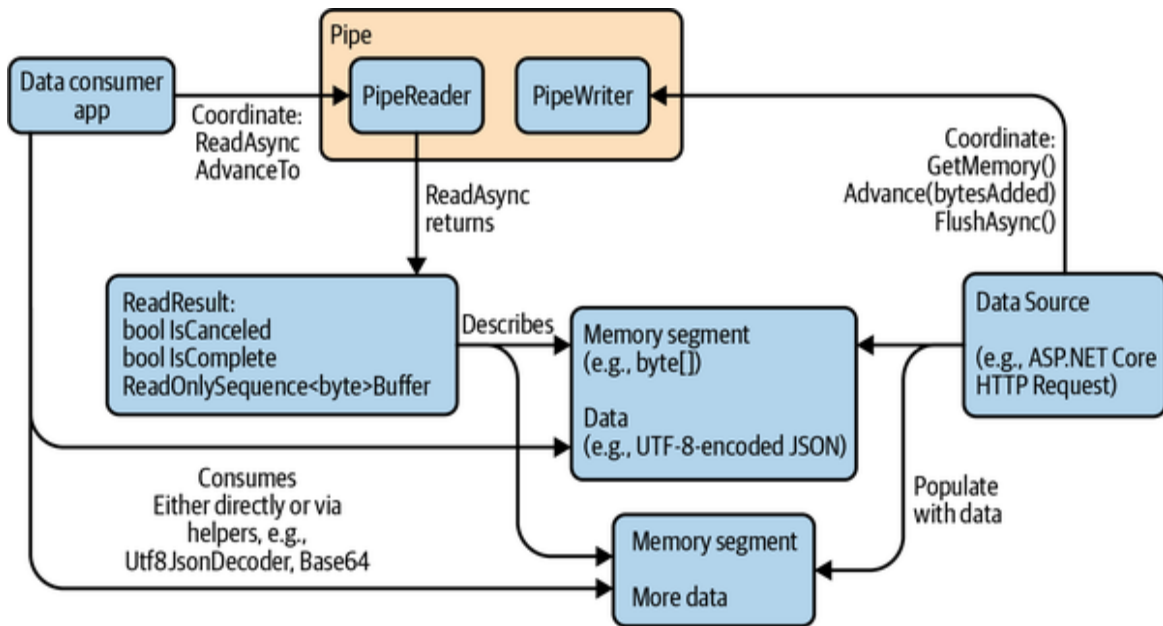 Pipe
Data consumer
app
PipeReader
PipeWriter
Coordinate:
ReadAsync
AdvanceTo
Coordinate:
GetMemory()
Advance(bytesAdded)
FlushAsync()
ReadAsync
returns
ReadResult:
bool IsCanceled
bool IsComplete
ReadOnlySequence<byte>Buffer
Describes
Memory segment
(e.g., byte[])
Data
(e.g., UTF-8-encoded JSON)
Data Source
(e.g., ASP.NET Core
HTTP Request)
Consumes
Either directly or via
helpers, e.g.,
Utf8JsonDecoder, Base64
Populate
with data
Memory segment
More data